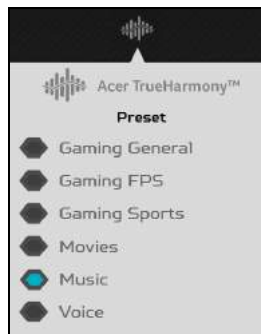 Acer TrueHarmony™
Preset
Gaming General
Gaming FPS
Gaming Sports
Movies
Music
Voice